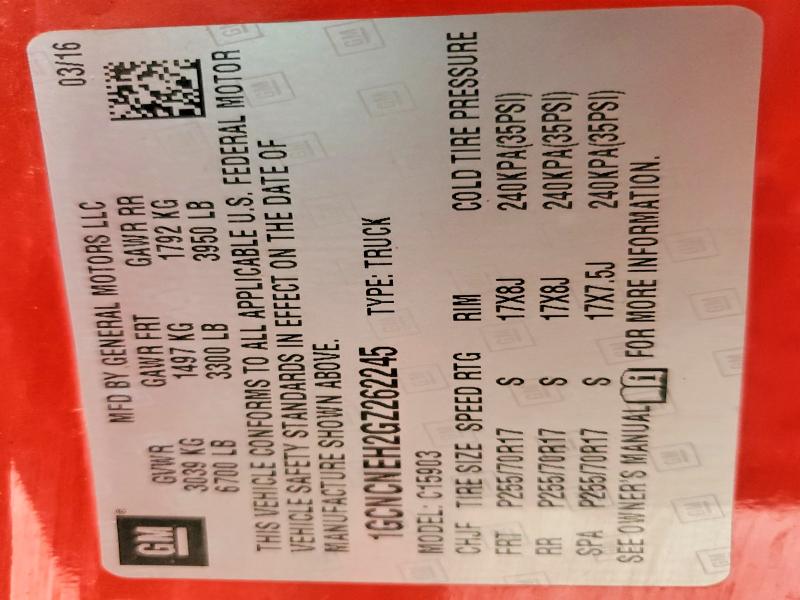 GM
MFD BY GENERAL MOTORS LLC 03/16
GVWR GAWR FRT GAWR RR
3039 KG 1497 KG 1792 KG
6700 LB 3300 LB 3950 LB
THIS VEHICLE CONFORMS TO ALL APPLICABLE U.S. FEDERAL MOTOR
VEHICLE SAFETY STANDARDS IN EFFECT ON THE DATE OF
MANUFACTURE SHOWN ABOVE.
1GCNCNEH2GZ262245 TYPE: TRUCK
MODEL: C15903
CHJF TIRE SIZE SPEED RTG RIM COLD TIRE PRESSURE
FRT P255/70R17 S 17X8J 240KPA(35PSI)
RR P255/70R17 S 17X8J 240KPA(35PSI)
SPA P255/70R17 S 17X7.5J 240KPA(35PSI)
SEE OWNER'S MANUAL i FOR MORE INFORMATION.